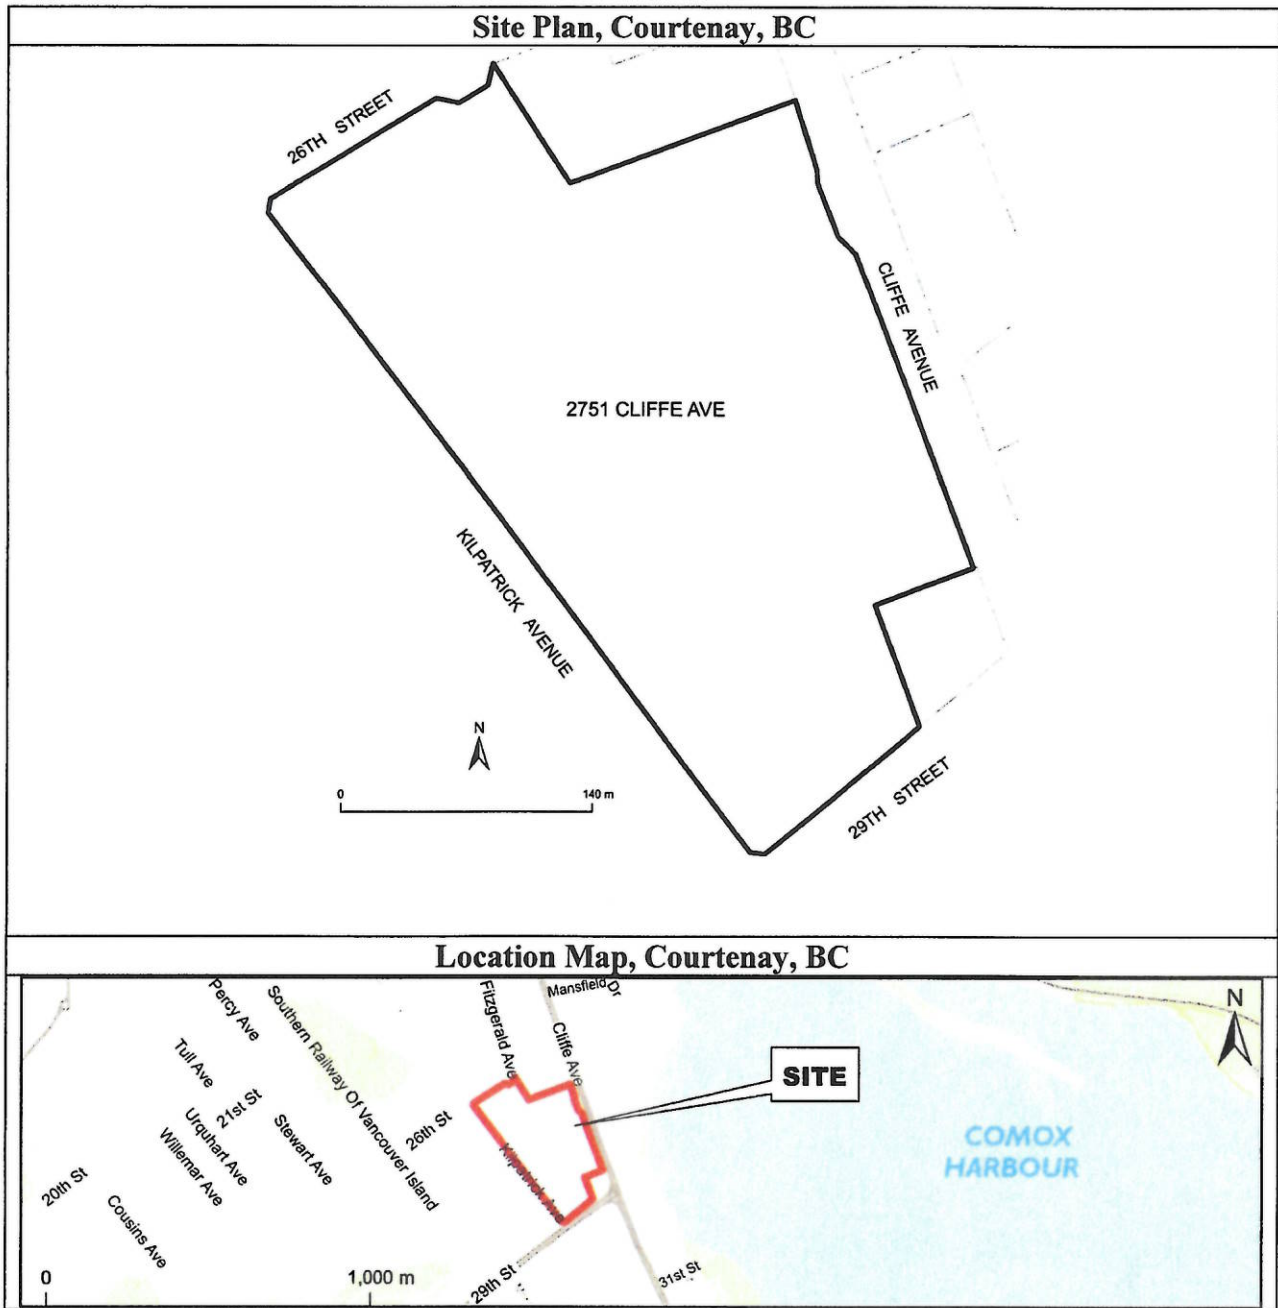 Site Plan, Courtenay, BC
26TH STREET
CLIFFE AVENUE
2751 CLIFFE AVE
KILPATRICK AVENUE
N
0 140 m
29TH STREET
Location Map, Courtenay, BC
Percy Ave
Southern Railway Of Vancouver Island
Fitzgerald Ave
Mansfield Dr
Cliffe Ave
N
Tull Ave
SITE
21st St
Urquhart Ave
Willemar Ave
Stewart Ave
26th St
Kilpatrick Ave
COMOX
HARBOUR
20th St
Cousins Ave
0 1,000 m
29th St
31st St